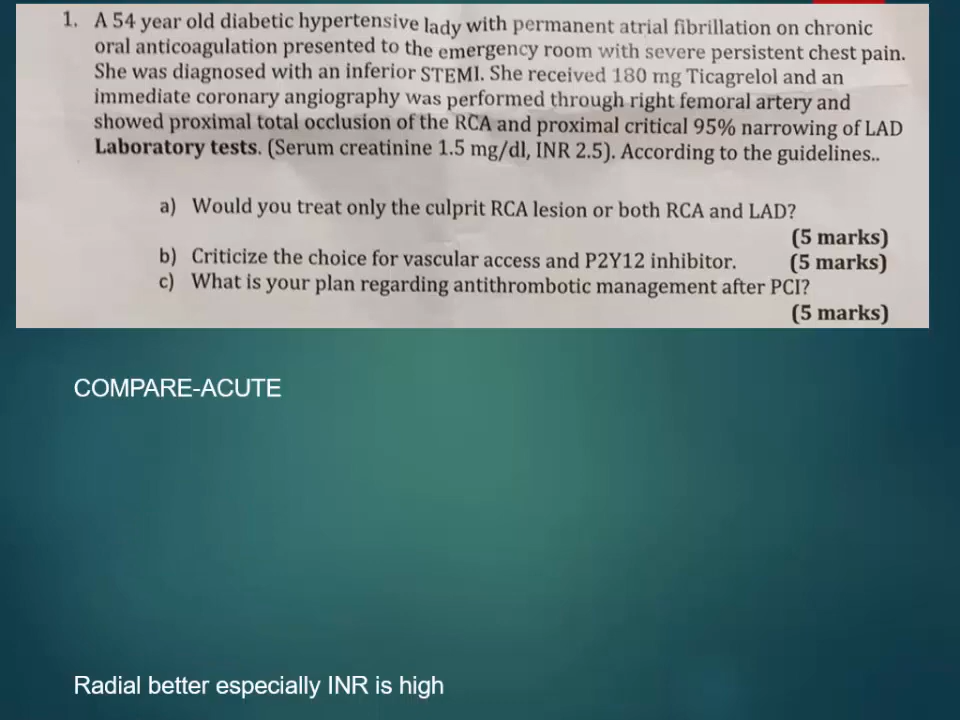 1. A 54 year old diabetic hypertensive lady with permanent atrial fibrillation on chronic
oral anticoagulation presented to the emergency room with severe persistent chest pain.
She was diagnosed with an inferior STEMI. She received 180 mg Ticagrelol and an
immediate coronary angiography was performed through right femoral artery and
showed proximal total occlusion of the RCA and proximal critical 95% narrowing of LAD
Laboratory tests. (Serum creatinine 1.5 mg/dl, INR 2.5). According to the guidelines..
a) Would you treat only the culprit RCA lesion or both RCA and LAD?
(5 marks)
b) Criticize the choice for vascular access and P2Y12 inhibitor. (5 marks)
c) What is your plan regarding antithrombotic management after PCI?
(5 marks)
COMPARE-ACUTE
Radial better especially INR is high